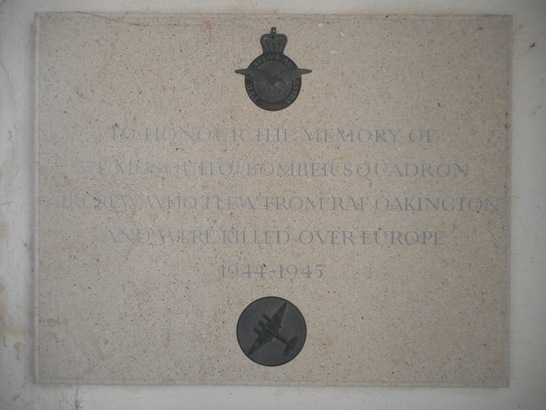 TO HONOUR THE MEMORY OF
(MOSQUITO) BOMBER SQUADRON
AIRCREW WHO FLEW FROM RAF OAKINGTON
AND WERE KILLED OVER EUROPE
1944-1945